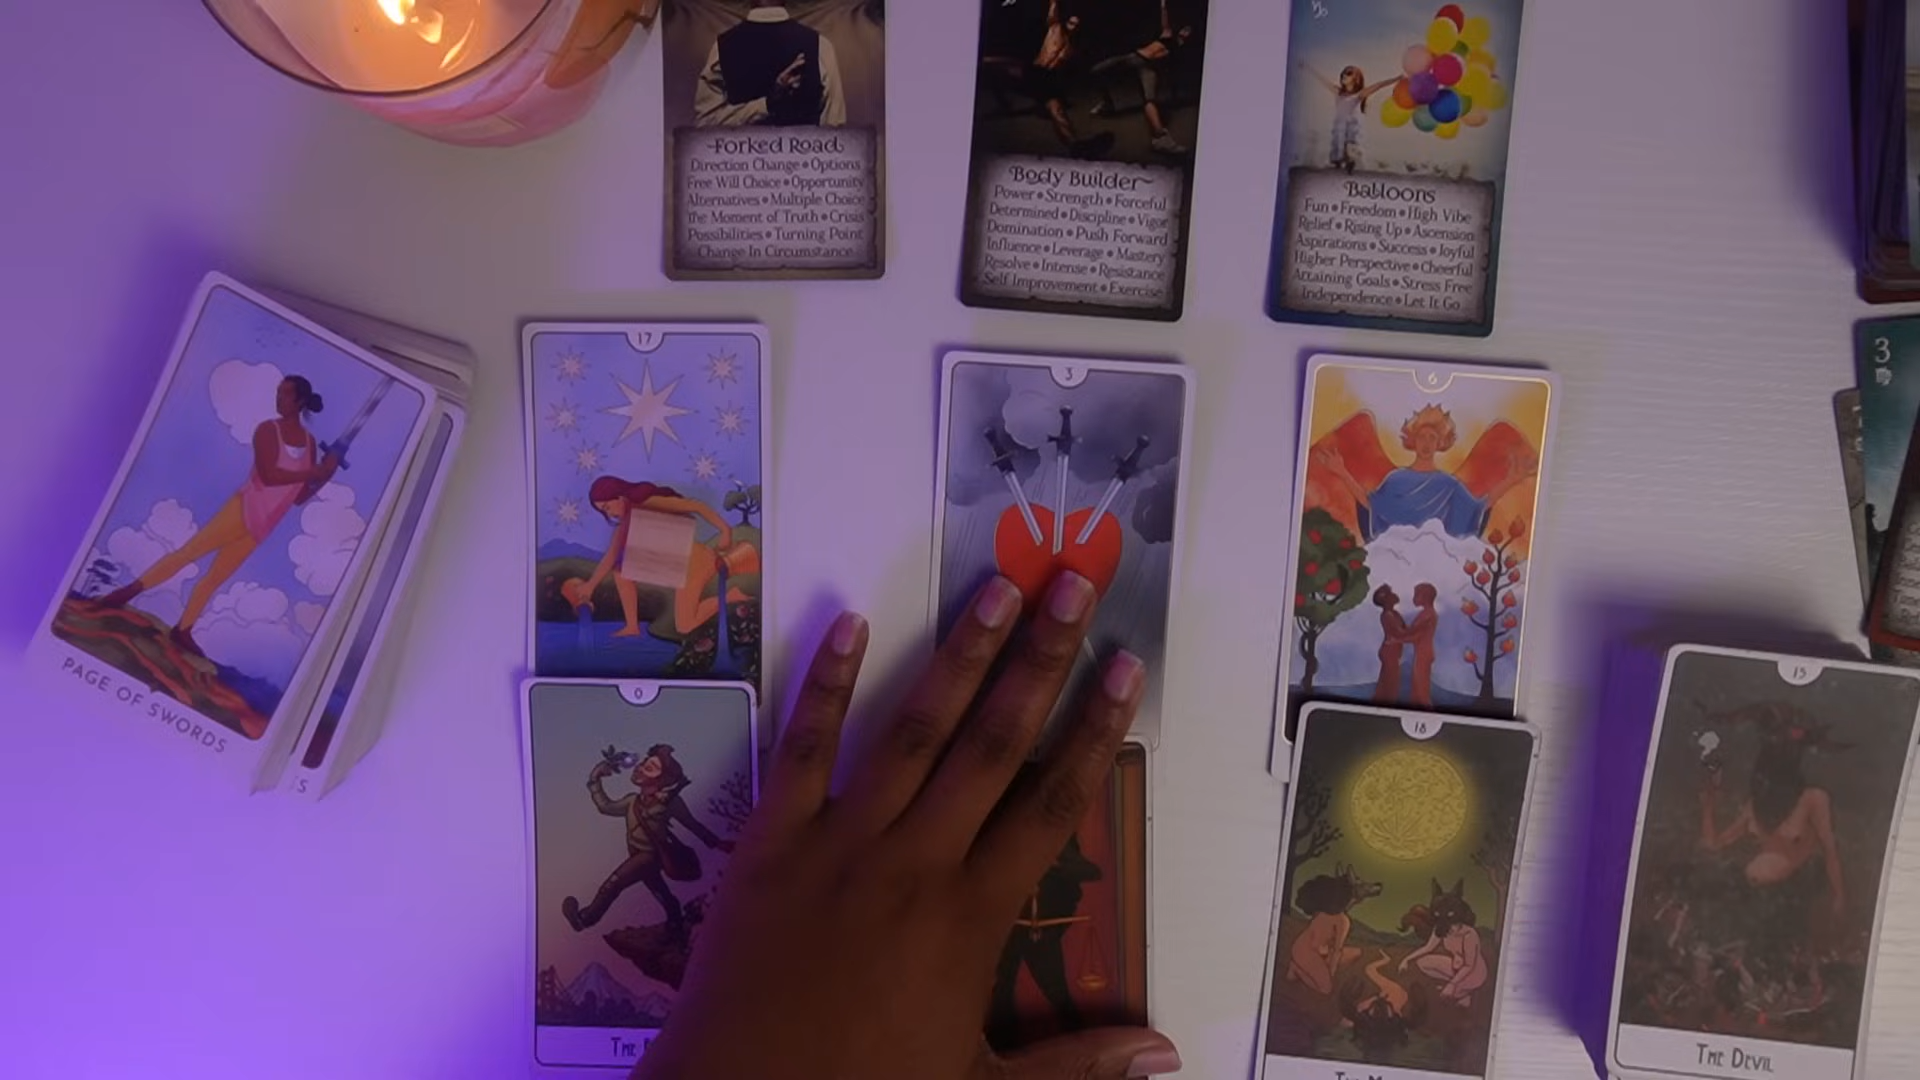 Forked Road
Direction Change • Options
Free Will Choice • Opportunity
Alternatives • Multiple Choice
The Moment of Truth • Crisis
Possibilities • Turning Point
Change In Circumstance
Body Builder
Power • Strength • Forceful
Determined • Discipline • Vigor
Domination • Push Forward
Influence • Leverage • Mastery
Resolve • Intense • Resistance
Self Improvement • Exercise
Balloons
Fun • Freedom • High Vibe
Relief • Rising Up • Ascension
Aspirations • Success • Joyful
Higher Perspective • Cheerful
Attaining Goals • Stress Free
Independence • Let It Go
17
3
6
3
PAGE OF SWORDS
S
0
18
15
THE
THE
THE DEVIL